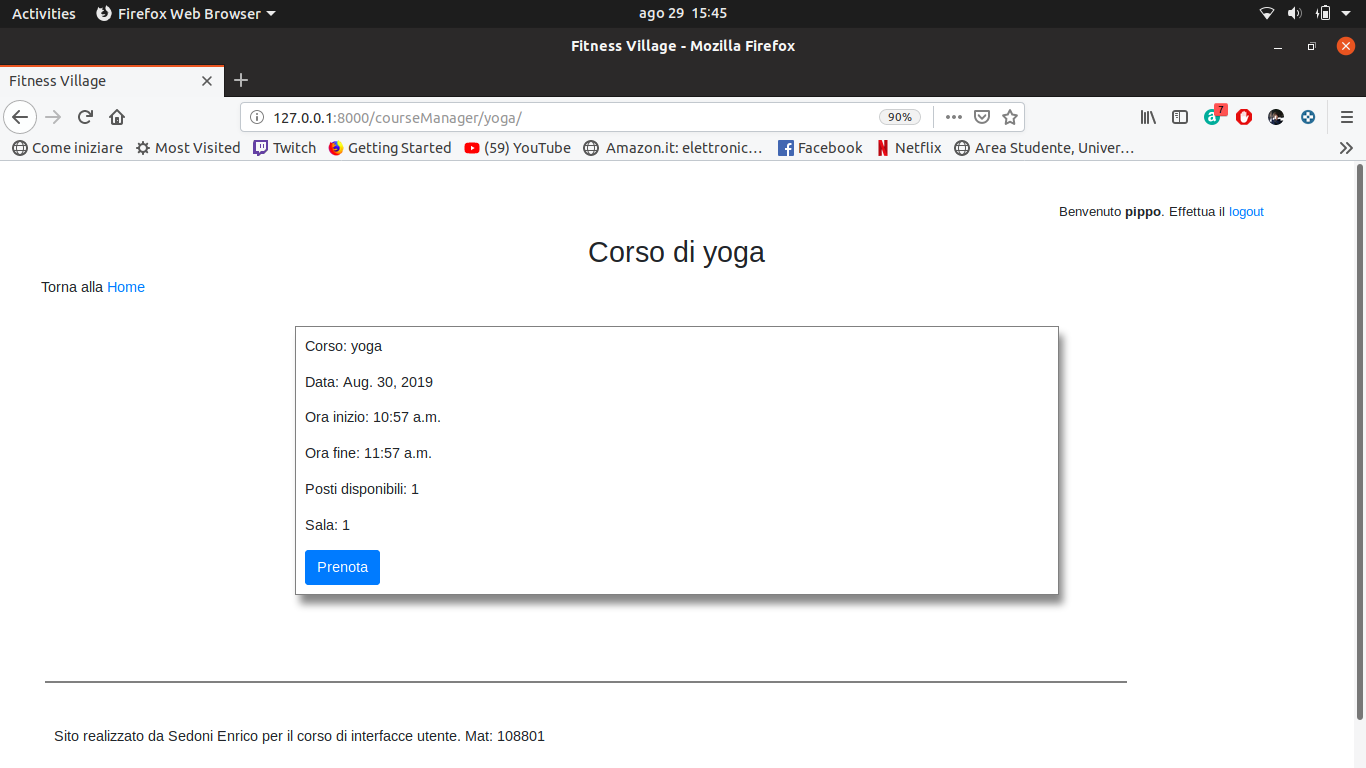 Activities Firefox Web Browser ago 29 15:45
Fitness Village - Mozilla Firefox
Fitness Village
127.0.0.1:8000/courseManager/yoga/ 90% 7
Come iniziare Most Visited Twitch Getting Started (59) YouTube Amazon.it: elettronic… Facebook Netflix Area Studente, Univer…
Benvenuto pippo. Effettua il logout
Corso di yoga
Torna alla Home
Corso: yoga
Data: Aug. 30, 2019
Ora inizio: 10:57 a.m.
Ora fine: 11:57 a.m.
Posti disponibili: 1
Sala: 1
Prenota
Sito realizzato da Sedoni Enrico per il corso di interfacce utente. Mat: 108801